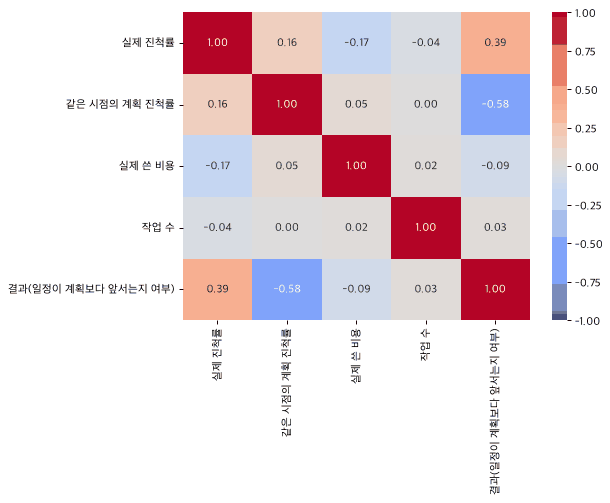 실제 진척률 1.00 0.16 -0.17 -0.04 0.39
같은 시점의 계획 진척률 0.16 1.00 0.05 0.00 -0.58
실제 쓴 비용 -0.17 0.05 1.00 0.02 -0.09
작업 수 -0.04 0.00 0.02 1.00 0.03
결과(일정이 계획보다 앞서는지 여부) 0.39 -0.58 -0.09 0.03 1.00
실제 진척률
같은 시점의 계획 진척률
실제 쓴 비용
작업 수
결과(일정이 계획보다 앞서는지 여부)
1.00
0.75
0.50
0.25
0.00
-0.25
-0.50
-0.75
-1.00